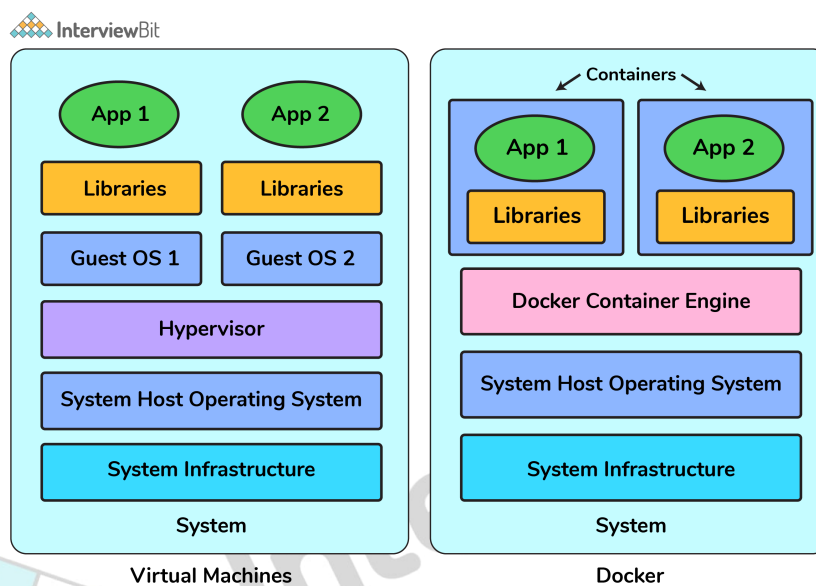 InterviewBit
App 1
App 2
Libraries
Libraries
Guest OS 1
Guest OS 2
Hypervisor
System Host Operating System
System Infrastructure
System
Virtual Machines
Containers
App 1
App 2
Libraries
Libraries
Docker Container Engine
System Host Operating System
System Infrastructure
System
Docker